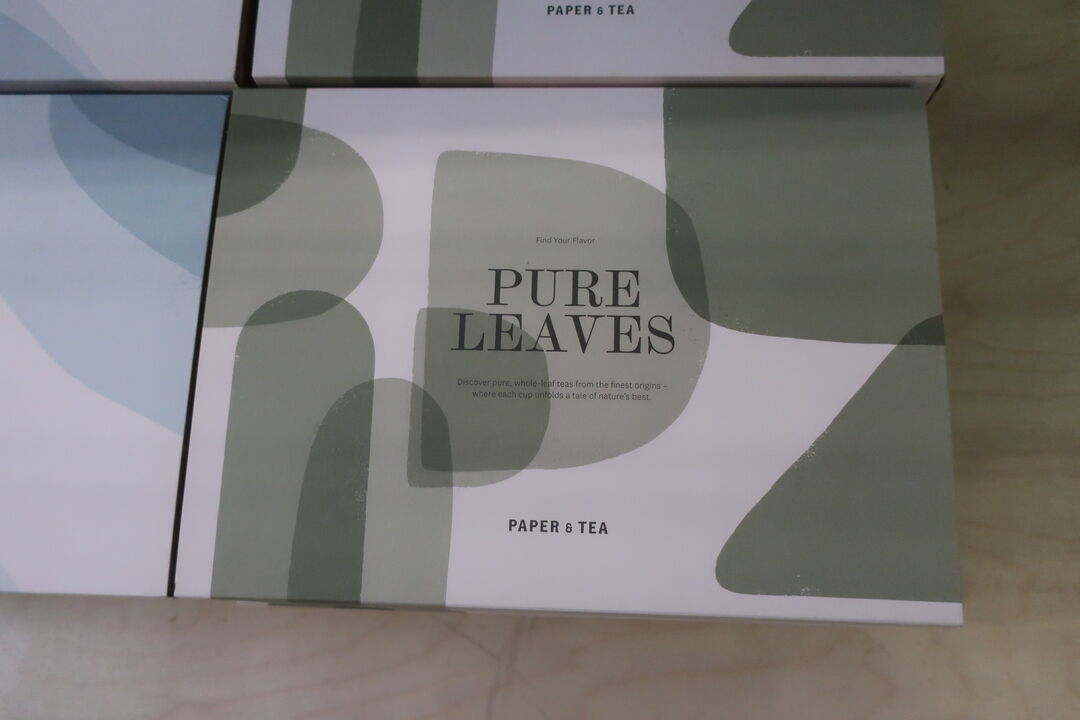 PAPER & TEA
Find Your Flavor
PURE
LEAVES
Discover pure, whole-leaf teas from the finest origins –
where each cup unfolds a tale of nature's best.
PAPER & TEA